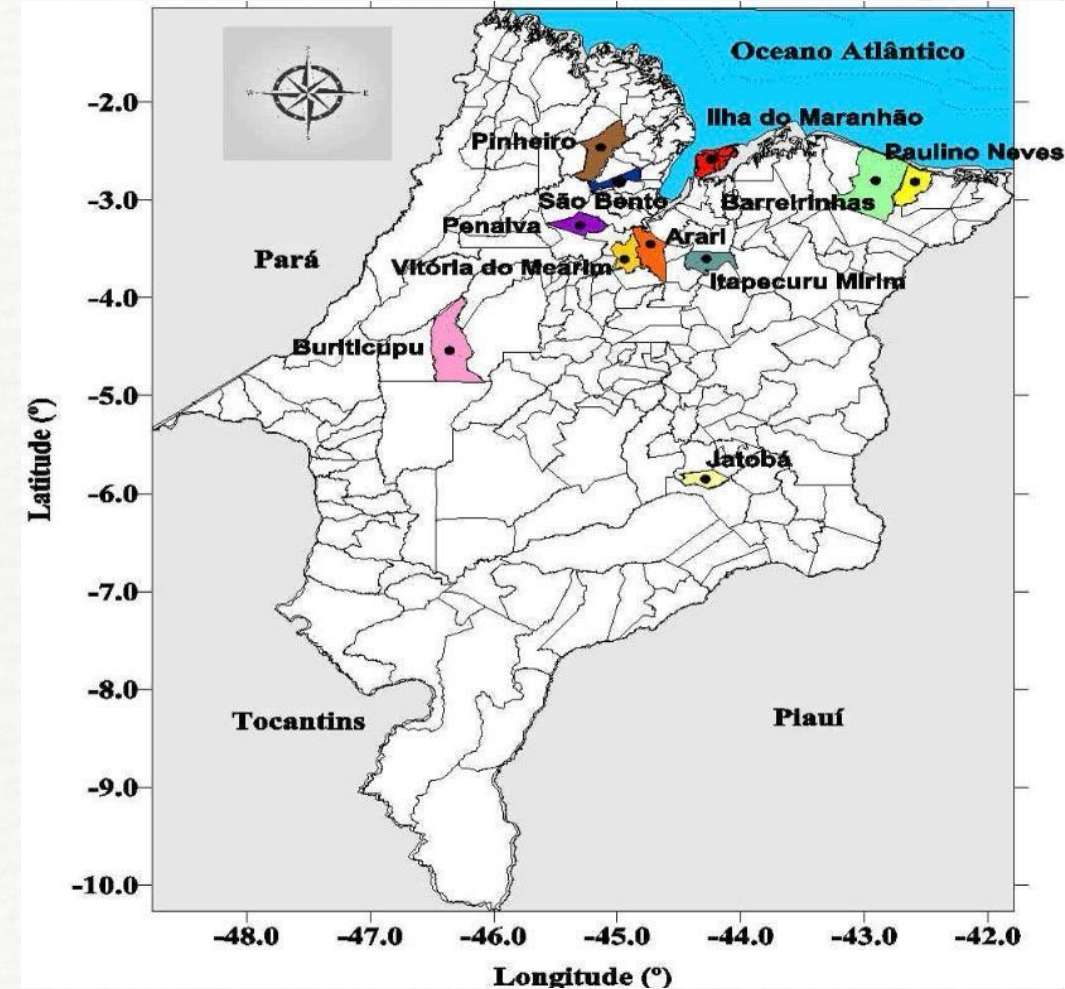 Oceano Atlântico
Ilha do Maranhão
Pinheiro
Paulino Neves
São Bento
Barreirinhas
Penalva
Arari
Pará
Vitória do Mearim
Itapecuru Mirim
Buriticupu
Jatobá
Tocantins
Piauí
Latitude (º)
-2.0
-3.0
-4.0
-5.0
-6.0
-7.0
-8.0
-9.0
-10.0
-48.0 -47.0 -46.0 -45.0 -44.0 -43.0 -42.0
Longitude (º)